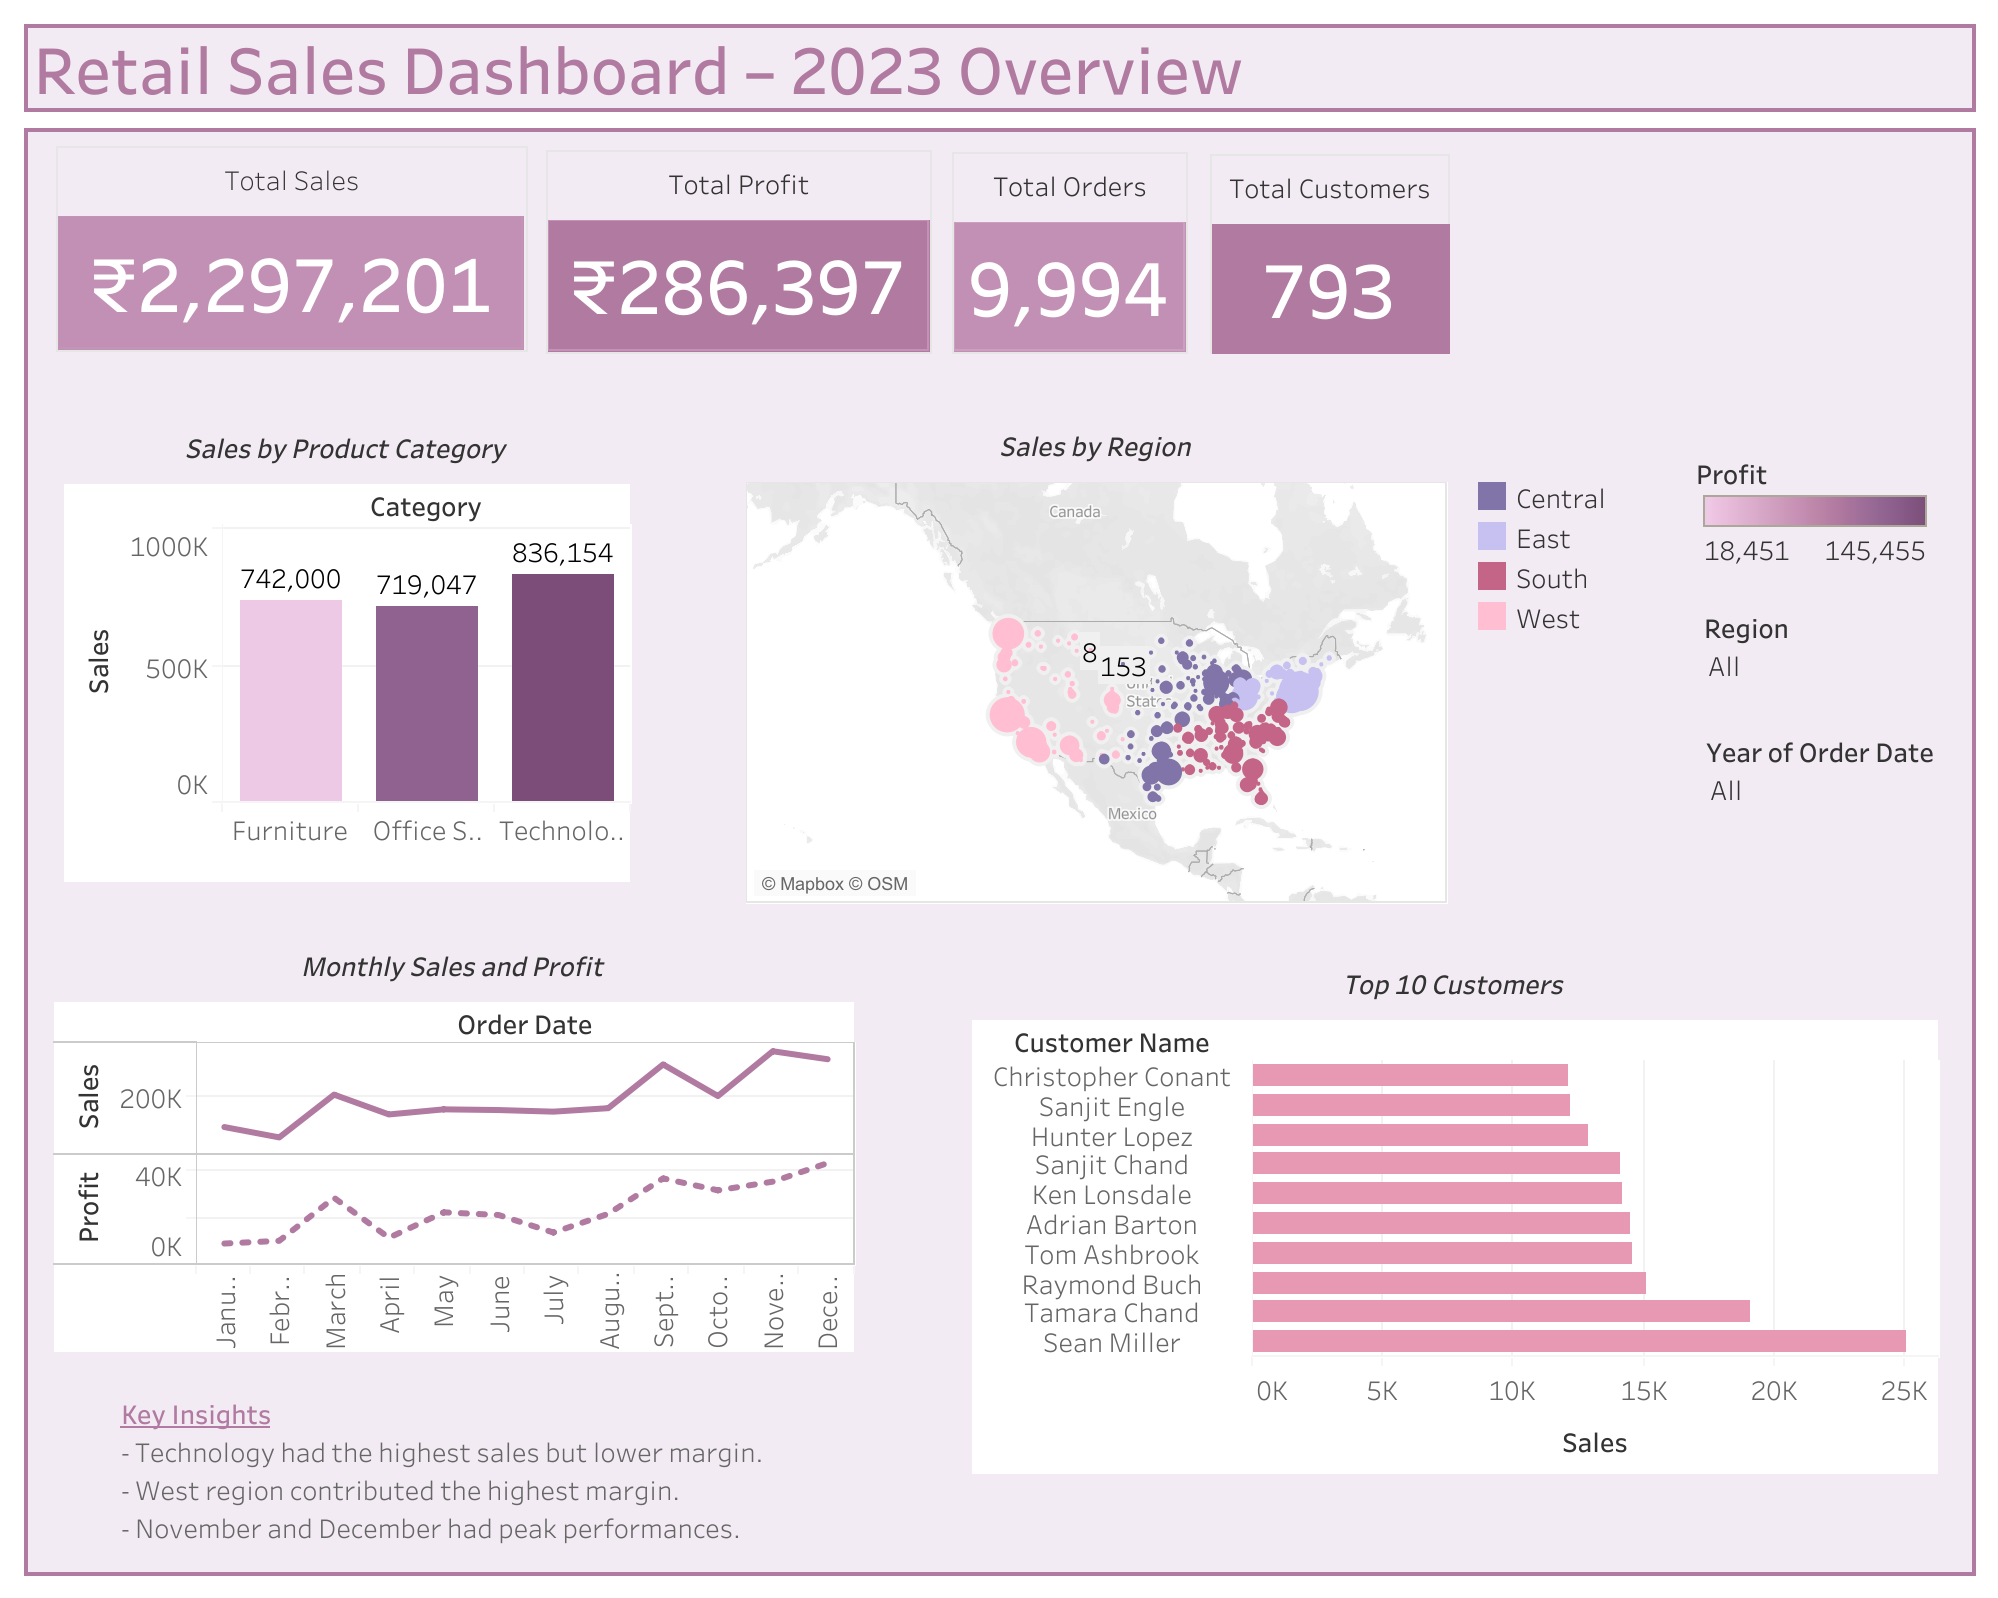 Retail Sales Dashboard – 2023 Overview
Total Sales
₹2,297,201
Total Profit
₹286,397
Total Orders
9,994
Total Customers
793
Sales by Product Category
Category
Sales
1000K
500K
0K
742,000
719,047
836,154
Furniture
Office S..
Technolo..
Sales by Region
Canada
8
153
United
States
Mexico
© Mapbox © OSM
Central
East
South
West
Profit
18,451 145,455
Region
All
Year of Order Date
All
Monthly Sales and Profit
Order Date
Sales
200K
Profit
40K
0K
Janu..
Febr..
March
April
May
June
July
Augu..
Sept..
Octo..
Nove..
Dece..
Top 10 Customers
Customer Name
Christopher Conant
Sanjit Engle
Hunter Lopez
Sanjit Chand
Ken Lonsdale
Adrian Barton
Tom Ashbrook
Raymond Buch
Tamara Chand
Sean Miller
0K 5K 10K 15K 20K 25K
Sales
Key Insights
- Technology had the highest sales but lower margin.
- West region contributed the highest margin.
- November and December had peak performances.